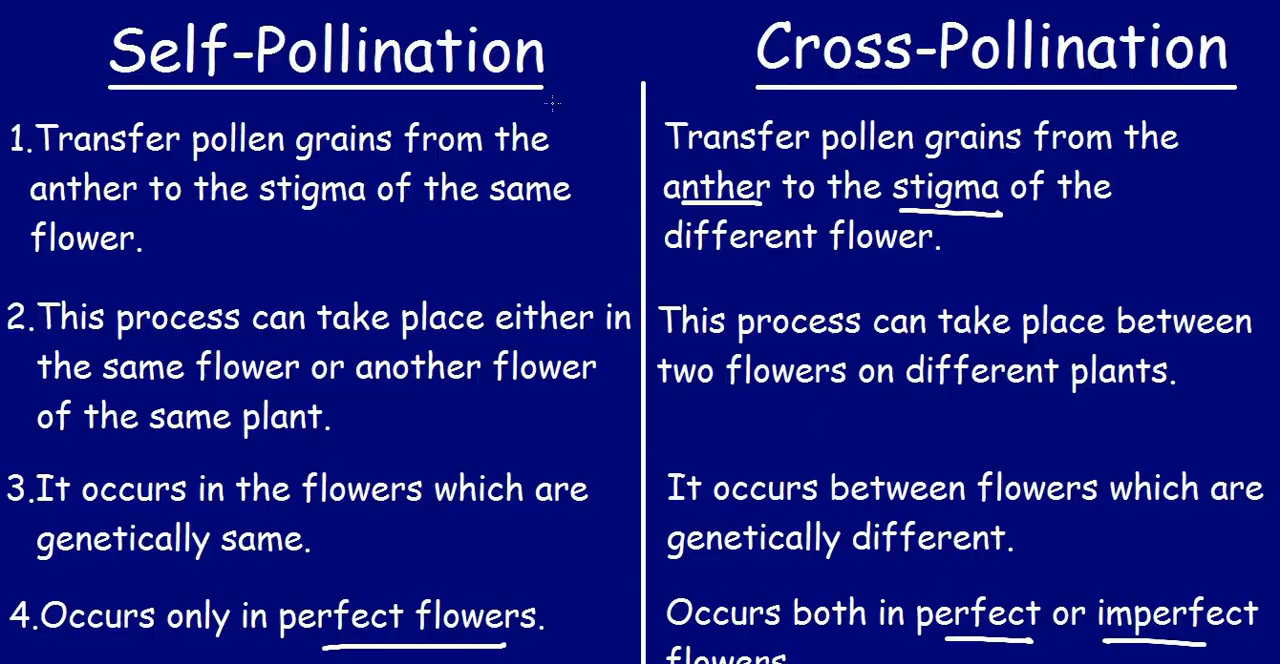 Self-Pollination
1.Transfer pollen grains from the
anther to the stigma of the same
flower.
2.This process can take place either in
the same flower or another flower
of the same plant.
3.It occurs in the flowers which are
genetically same.
4.Occurs only in perfect flowers.
Cross-Pollination
Transfer pollen grains from the
anther to the stigma of the
different flower.
This process can take place between
two flowers on different plants.
It occurs between flowers which are
genetically different.
Occurs both in perfect or imperfect
flowers